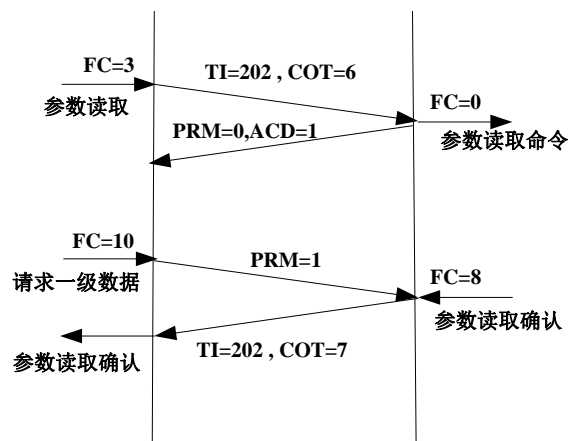 FC=3
TI=202 , COT=6
参数读取
FC=0
PRM=0,ACD=1
参数读取命令
FC=10
PRM=1
请求一级数据
FC=8
参数读取确认
参数读取确认
TI=202 , COT=7